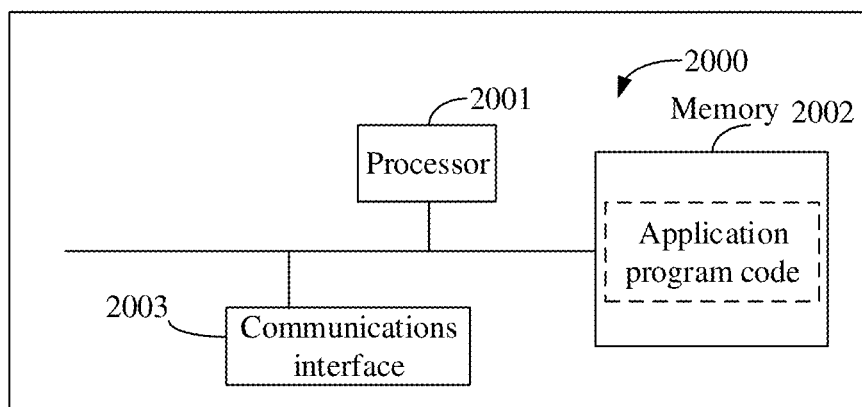 2000
2001
Memory 2002
Processor
Application
program code
2003
Communications
interface